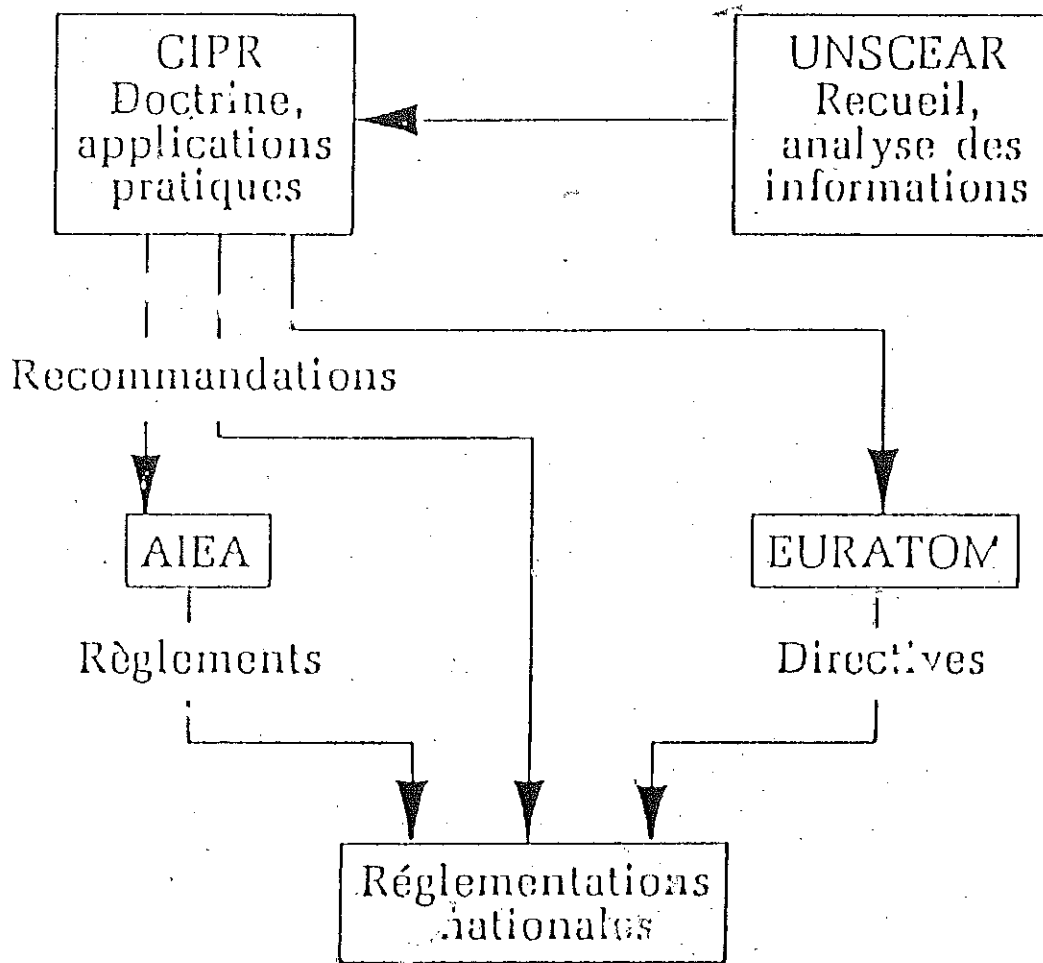 CIPR
Doctrine,
applications
pratiques
UNSCEAR
Recueil,
analyse des
informations
Recommandations
AIEA
EURATOM
Règlements
Directives
Réglementations
nationales